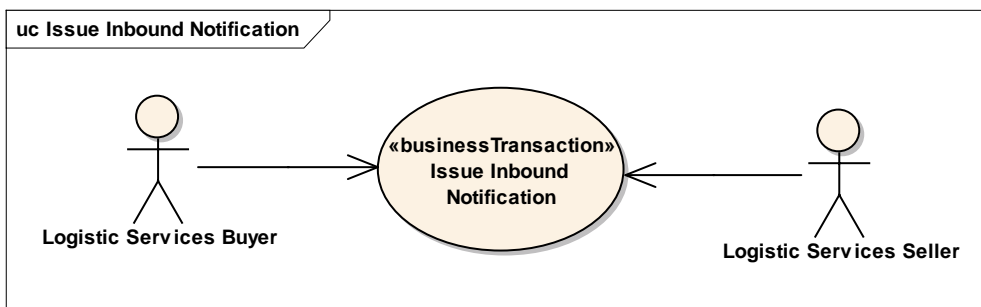 uc Issue Inbound Notification
«businessTransaction»
Issue Inbound
Notification
Logistic Services Buyer
Logistic Services Seller